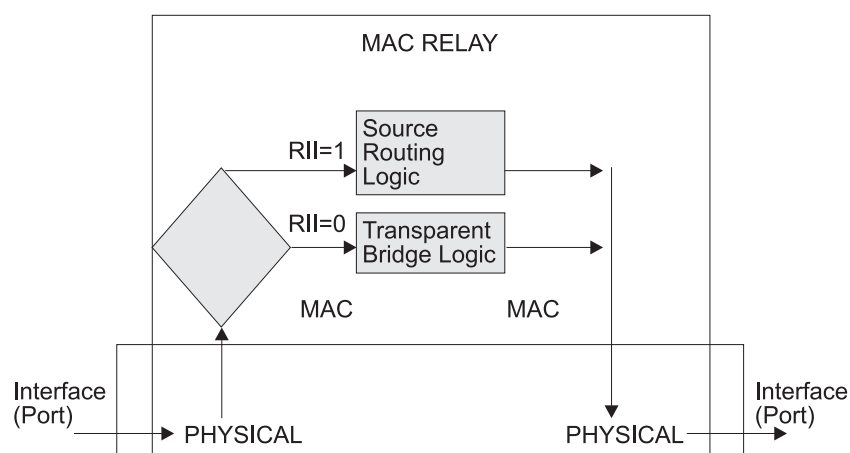 MAC RELAY
RII=1
Source
Routing
Logic
RII=0
Transparent
Bridge Logic
MAC
MAC
Interface
(Port)
PHYSICAL
PHYSICAL
Interface
(Port)